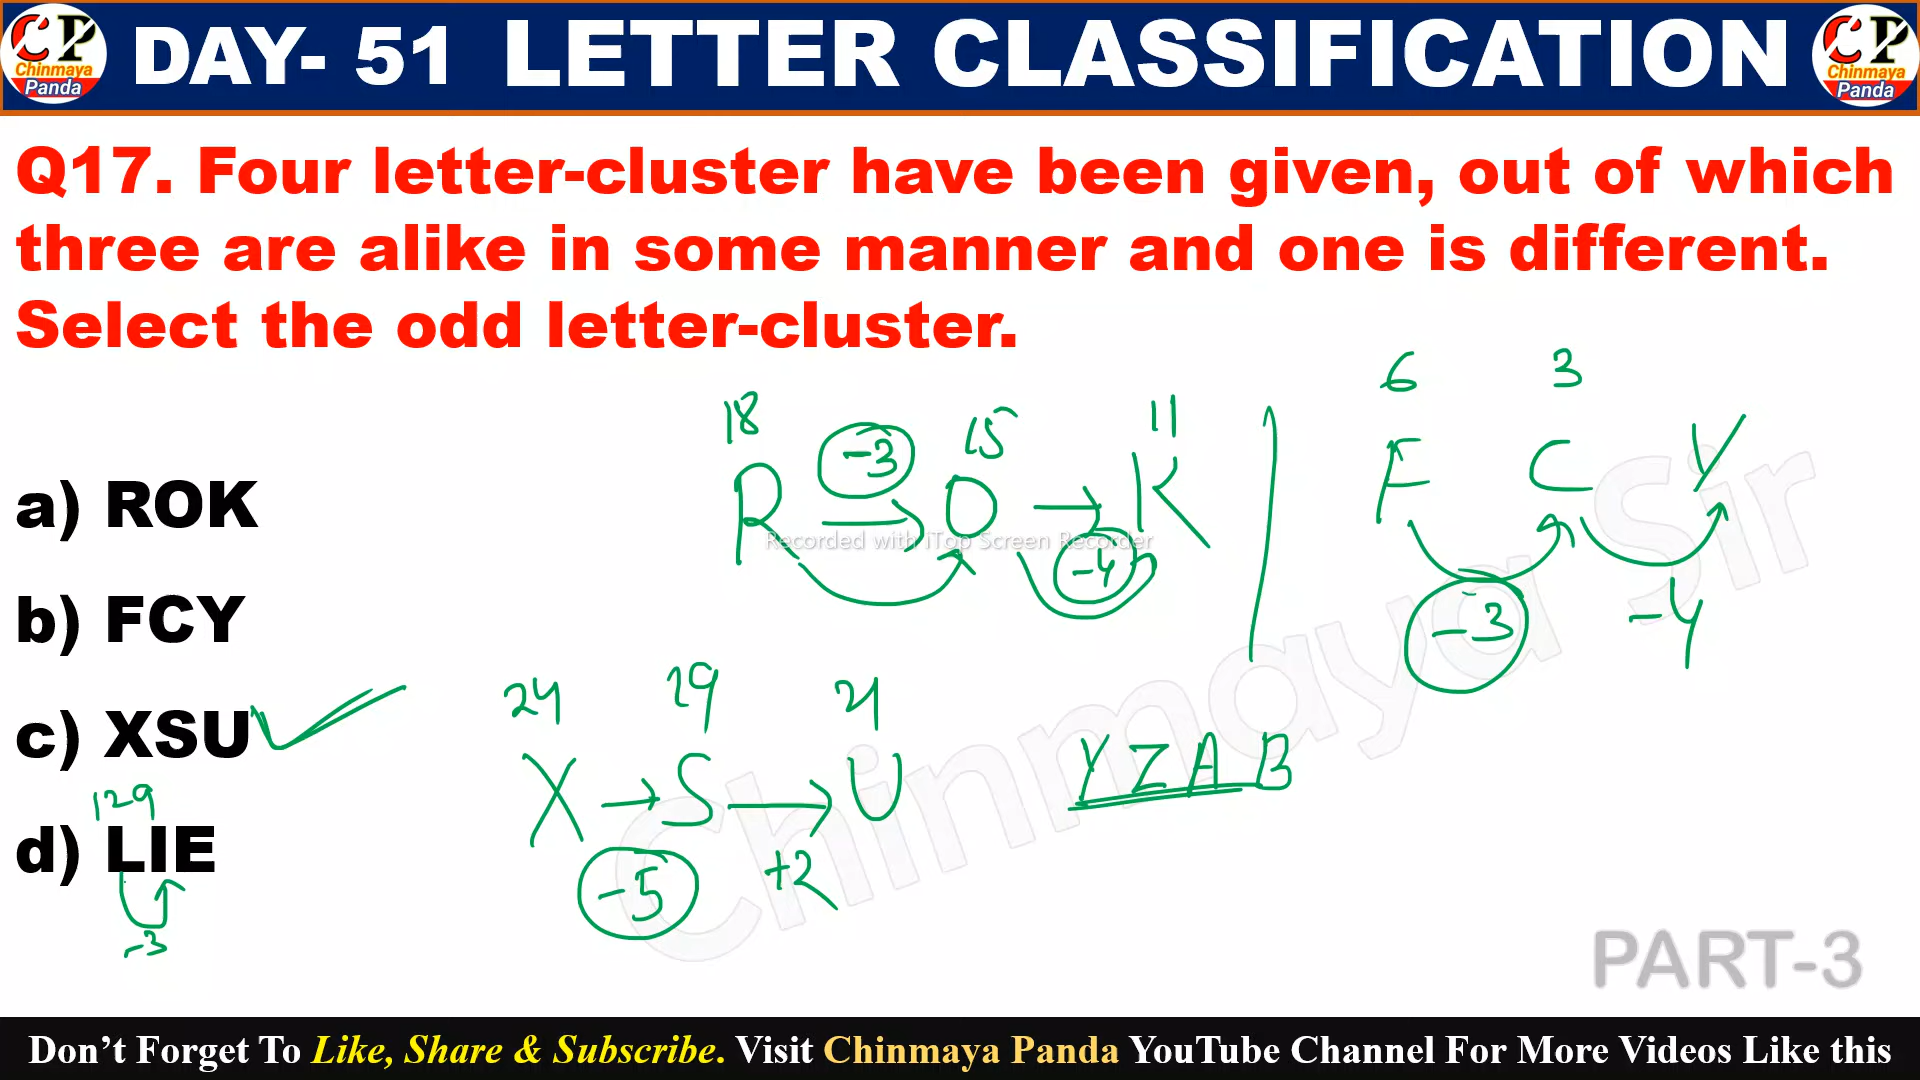 CP Chinmaya Panda DAY- 51 LETTER CLASSIFICATION CP Chinmaya Panda
Q17. Four letter-cluster have been given, out of which
three are alike in some manner and one is different.
Select the odd letter-cluster.
6 3
18 -3 15 11
F C Y
R O K
a) ROK
Recorded with iTop Screen Recorder
-4
b) FCY
-3 -4
24 19 21
c) XSU
X S U
Y Z A B
12 9
d) LIE
-5 +2
-3
Chinmaya Sir
PART-3
Don’t Forget To Like, Share & Subscribe. Visit Chinmaya Panda YouTube Channel For More Videos Like this